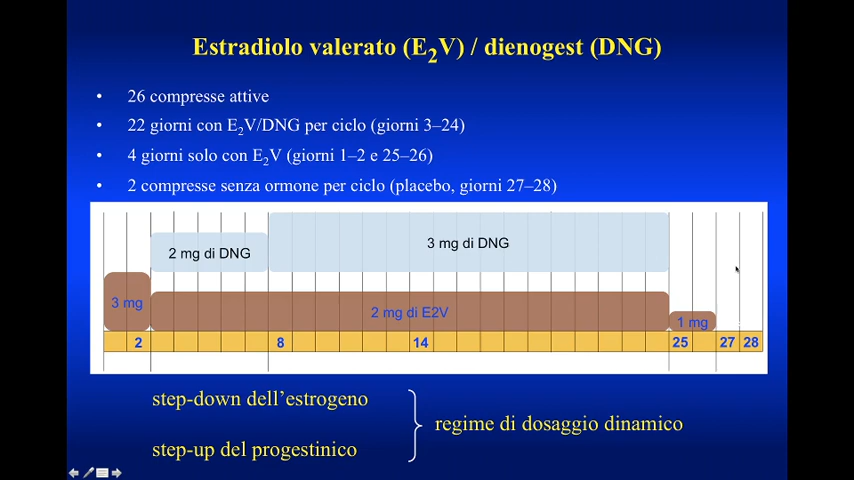 Estradiolo valerato (E₂V) / dienogest (DNG)
• 26 compresse attive
• 22 giorni con E₂V/DNG per ciclo (giorni 3–24)
• 4 giorni solo con E₂V (giorni 1–2 e 25–26)
• 2 compresse senza ormone per ciclo (placebo, giorni 27–28)
2 mg di DNG
3 mg di DNG
3 mg
2 mg di E2V
1 mg
2 8 14 25 27 28
step-down dell’estrogeno
regime di dosaggio dinamico
step-up del progestinico